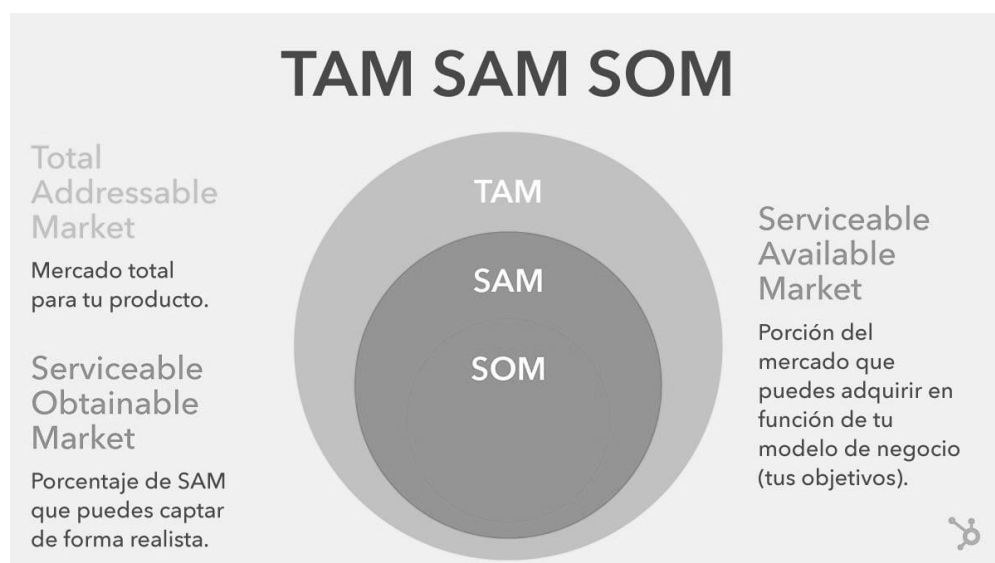 TAM SAM SOM
Total
Addressable
Market
Mercado total
para tu producto.
Serviceable
Obtainable
Market
Porcentaje de SAM
que puedes captar
de forma realista.
TAM
SAM
SOM
Serviceable
Available
Market
Porción del
mercado que
puedes adquirir en
función de tu
modelo de negocio
(tus objetivos).